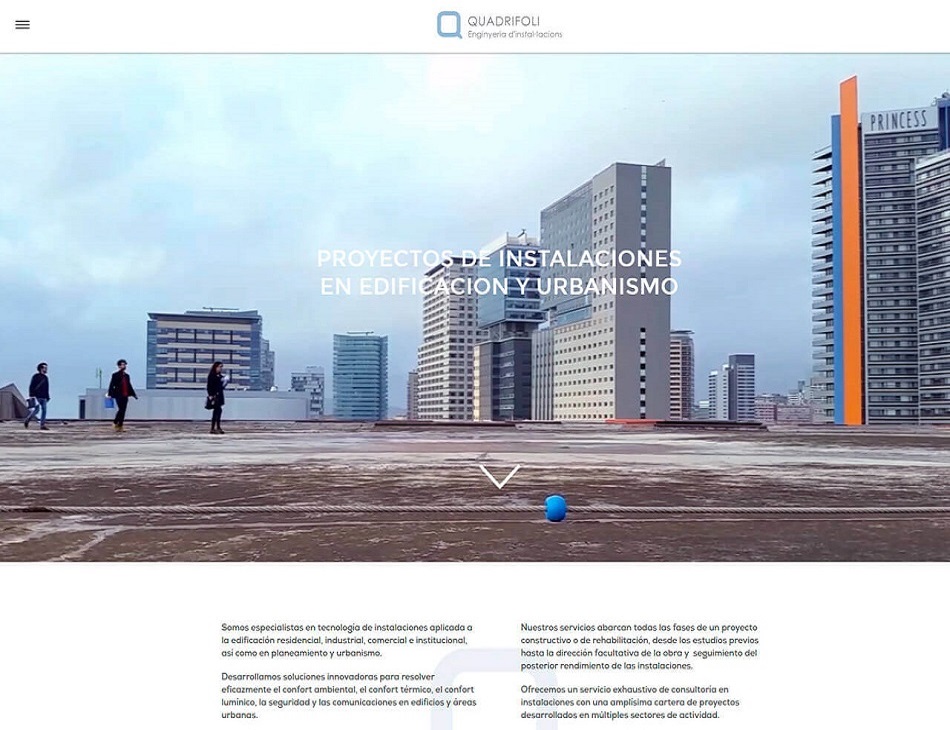 QUADRIFOLI
Enginyeria d'instal·lacions
PRINCESS
PROYECTOS DE INSTALACIONES
EN EDIFICACION Y URBANISMO
Somos especialistas en tecnología de instalaciones aplicada a
la edificación residencial, industrial, comercial e institucional,
así como en planeamiento y urbanismo.
Desarrollamos soluciones innovadoras para resolver
eficazmente el confort ambiental, el confort térmico, el confort
lumínico, la seguridad y las comunicaciones en edificios y áreas
urbanas.
Nuestros servicios abarcan todas las fases de un proyecto
constructivo o de rehabilitación, desde los estudios previos
hasta la dirección facultativa de la obra y seguimiento del
posterior rendimiento de las instalaciones.
Ofrecemos un servicio exhaustivo de consultoría en
instalaciones con una amplísima cartera de proyectos
desarrollados en múltiples sectores de actividad.